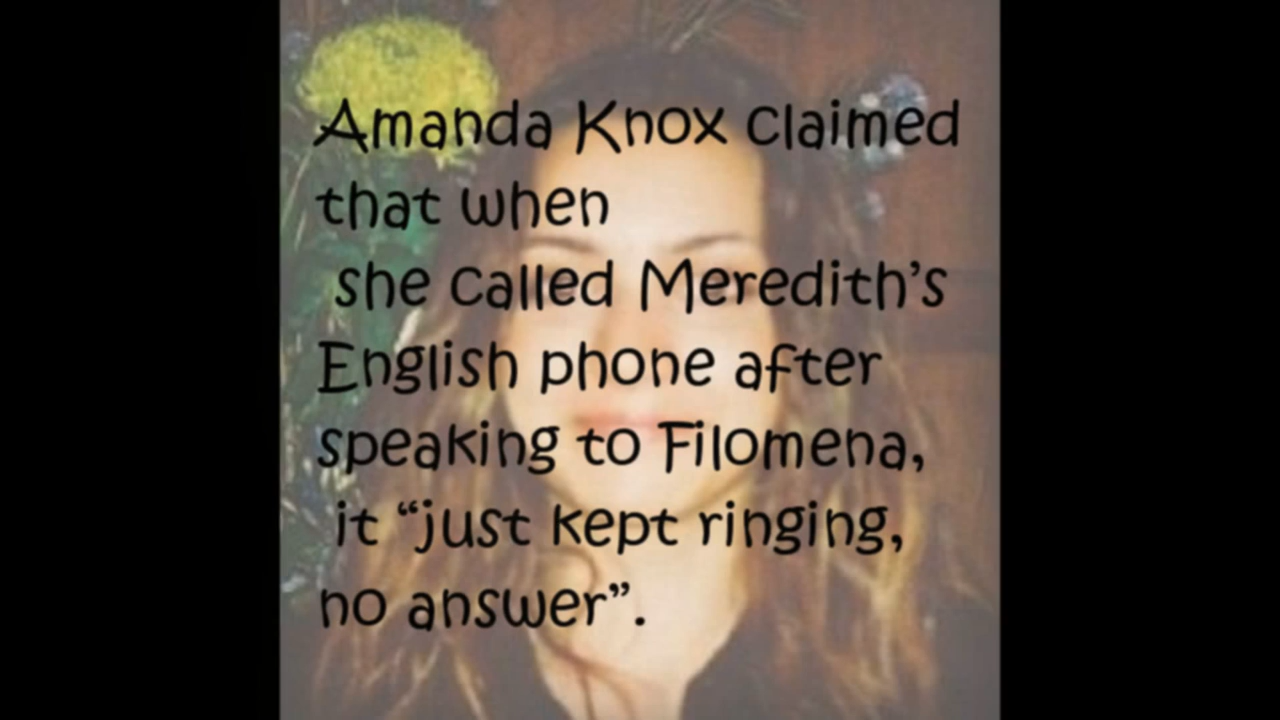 Amanda Knox claimed
that when
she called Meredith’s
English phone after
speaking to Filomena,
it “just kept ringing,
no answer”.